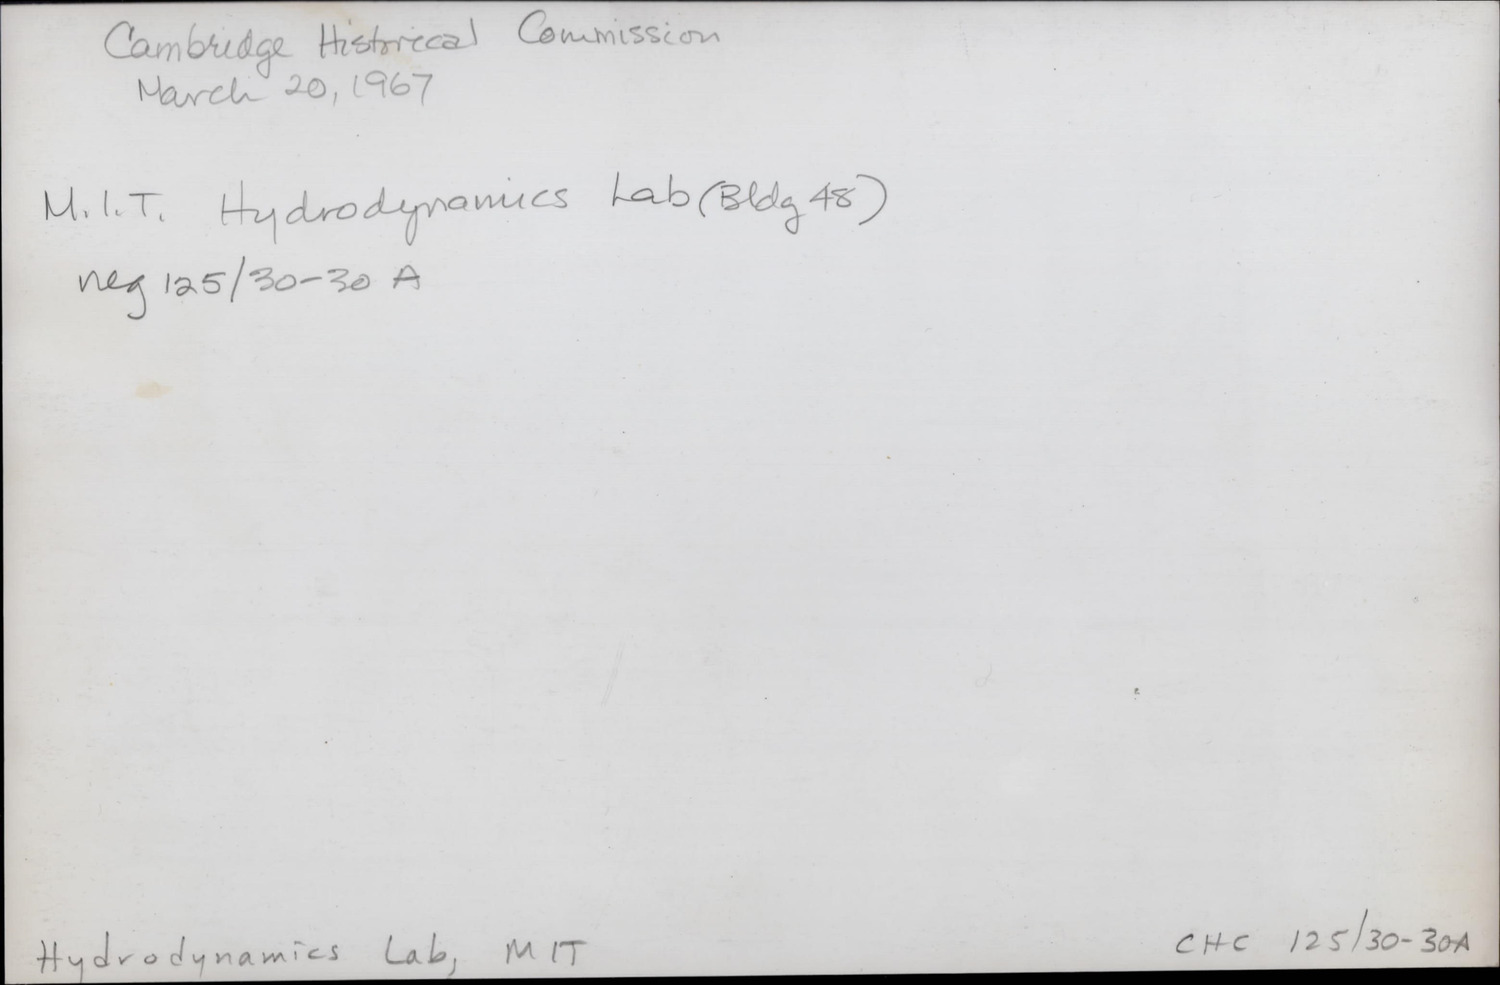 Cambridge Historical Commission
March 20, 1967
M.I.T. Hydrodynamics Lab (Bldg 48)
neg 125/30-30 A
Hydrodynamics Lab, MIT
CHC 125/30-30A